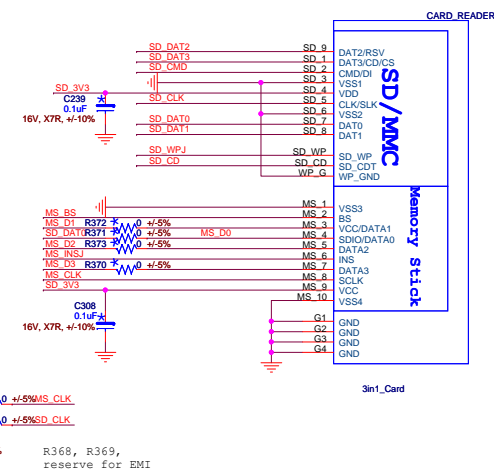 CARD_READER
SD_DAT2 SD_9 DAT2/RSV
SD_DAT3 SD_1 DAT3/CD/CS
SD_CMD SD_2 CMD/DI
SD_3 VSS1
SD_3V3 SD_4 VDD
SD_CLK SD_5 CLK/SLK
SD_6 VSS2
SD_DAT0 SD_7 DAT0
SD_DAT1 SD_8 DAT1
C239
0.1uF
16V, X7R, +/-10%
SD_WPJ SD_WP SD_WP
SD_CD SD_CD SD_CDT
WP_G WP_GND
SD/MMC
MS_1 VSS3
MS_BS MS_2 BS
MS_D1 R372 0 +/-5% MS_3 VCC/DATA1
SD_DAT0 R371 0 +/-5% MS_D0 MS_4 SDIO/DATA0
MS_D2 R373 0 +/-5% MS_5 DATA2
MS_INSJ MS_6 INS
MS_D3 R370 0 +/-5% MS_7 DATA3
MS_CLK MS_8 SCLK
SD_3V3 MS_9 VCC
MS_10 VSS4
Memory Stick
C308
0.1uF
16V, X7R, +/-10%
G1 GND
G2 GND
G3 GND
G4 GND
3in1_Card
0 +/-5% MS_CLK
0 +/-5% SD_CLK
R368, R369,
reserve for EMI